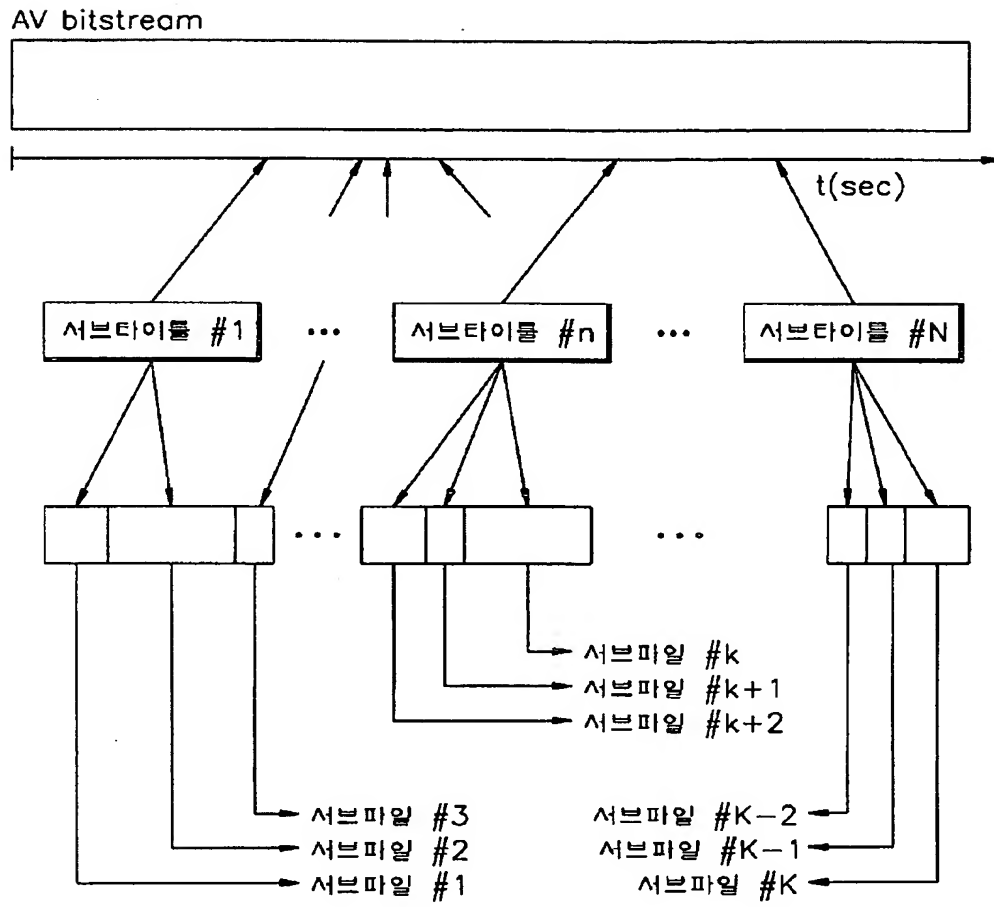 AV bitstream
t(sec)
서브타이틀 #1
...
서브타이틀 #n
...
서브타이틀 #N
...
...
서브파일 #k
서브파일 #k+1
서브파일 #k+2
서브파일 #3
서브파일 #2
서브파일 #1
서브파일 #K-2
서브파일 #K-1
서브파일 #K